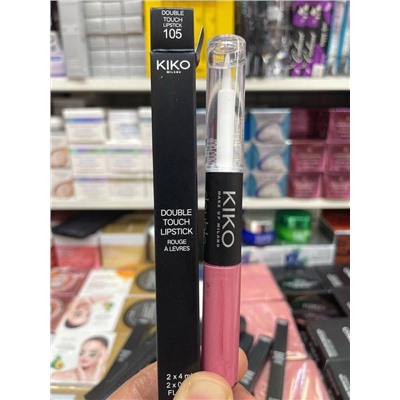 DOUBLE
TOUCH
LIPSTICK
105
KIKO
MILANO
DOUBLE
TOUCH
LIPSTICK
ROUGE
À LÈVRES
2 x 4 ml
2 x 0
FL
KIKO
MAKE UP MILANO